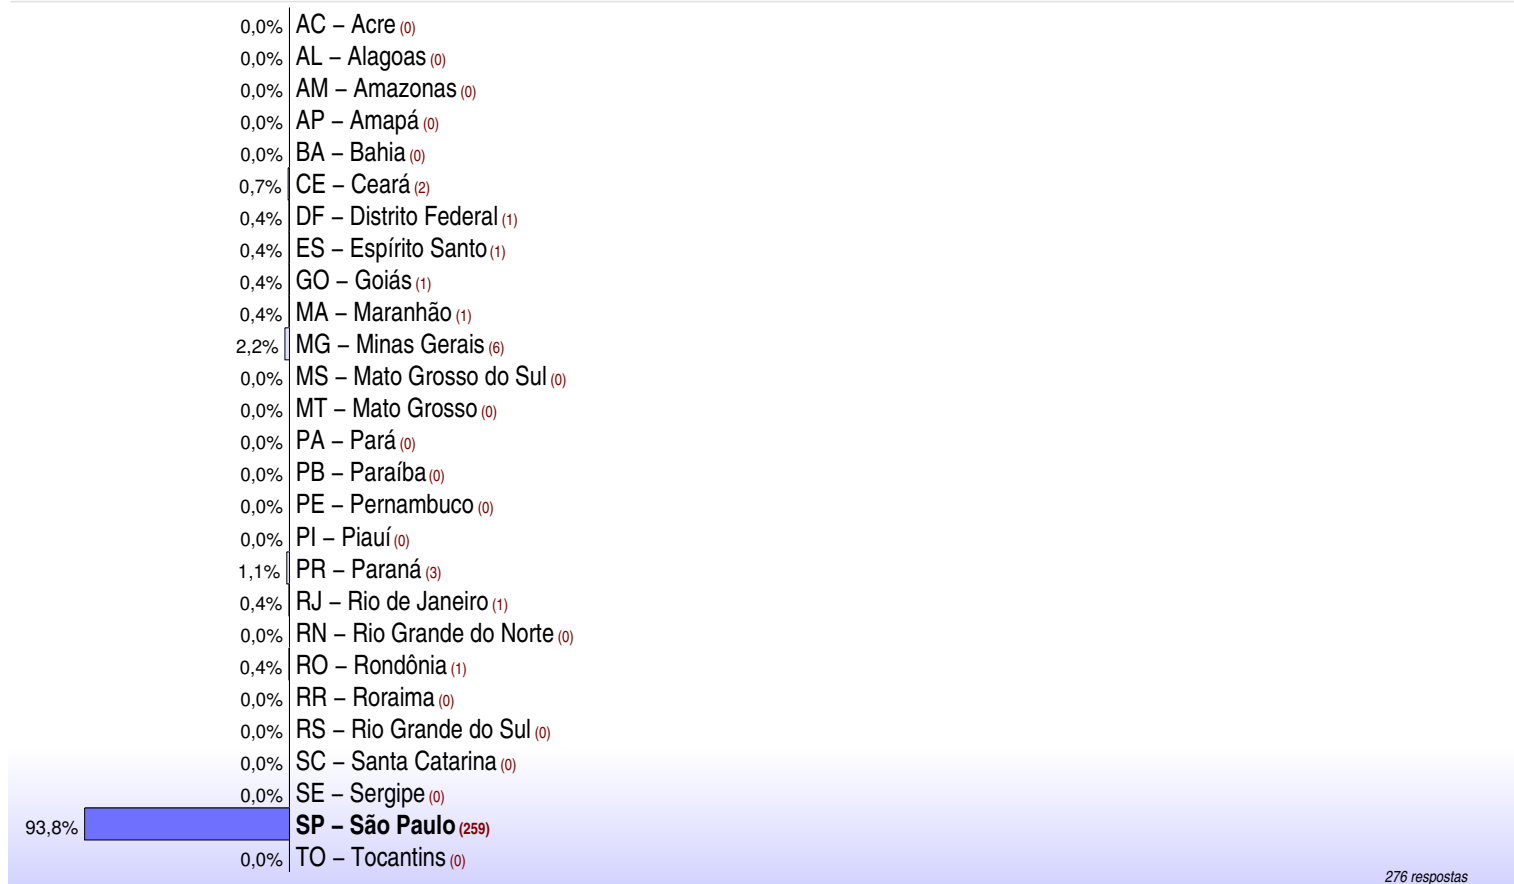 0,0% AC – Acre (0)
0,0% AL – Alagoas (0)
0,0% AM – Amazonas (0)
0,0% AP – Amapá (0)
0,0% BA – Bahia (0)
0,7% CE – Ceará (2)
0,4% DF – Distrito Federal (1)
0,4% ES – Espírito Santo (1)
0,4% GO – Goiás (1)
0,4% MA – Maranhão (1)
2,2% MG – Minas Gerais (6)
0,0% MS – Mato Grosso do Sul (0)
0,0% MT – Mato Grosso (0)
0,0% PA – Pará (0)
0,0% PB – Paraíba (0)
0,0% PE – Pernambuco (0)
0,0% PI – Piauí (0)
1,1% PR – Paraná (3)
0,4% RJ – Rio de Janeiro (1)
0,0% RN – Rio Grande do Norte (0)
0,4% RO – Rondônia (1)
0,0% RR – Roraima (0)
0,0% RS – Rio Grande do Sul (0)
0,0% SC – Santa Catarina (0)
0,0% SE – Sergipe (0)
93,8% SP – São Paulo (259)
0,0% TO – Tocantins (0)
276 respostas